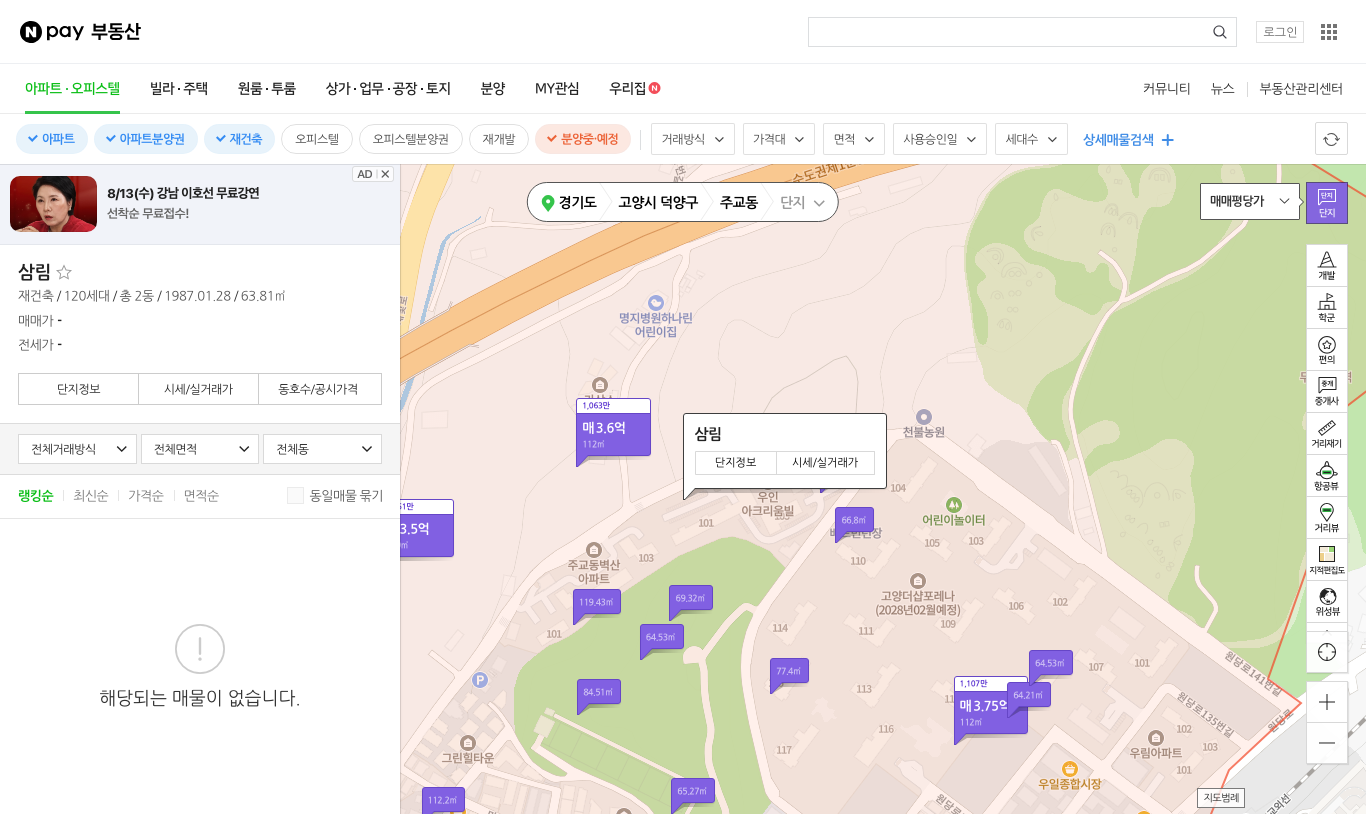 N pay 부동산
로그인
아파트·오피스텔
빌라·주택
원룸·투룸
상가·업무·공장·토지
분양
MY관심
우리집 N
커뮤니티
뉴스
부동산관리센터
아파트
아파트분양권
재건축
오피스텔
오피스텔분양권
재개발
분양중·예정
거래방식
가격대
면적
사용승인일
세대수
상세매물검색
AD
8/13(수) 강남 이호선 무료강연
선착순 무료접수!
삼림
재건축 / 120세대 / 총 2동 / 1987.01.28 / 63.81㎡
매매가 -
전세가 -
단지정보
시세/실거래가
동호수/공시가격
전체거래방식
전체면적
전체동
랭킹순
최신순
가격순
면적순
동일매물 묶기
해당되는 매물이 없습니다.
경기도
고양시 덕양구
주교동
단지
매매평당가
단지
단지
개발
학군
편의
중개
중개사
거리재기
항공뷰
거리뷰
지적편집도
위성뷰
명지병원하나린
어린이집
1,063만
매 3.6억
112㎡
삼림
단지정보
시세/실거래가
천불농원
우인
아크리움빌
101
103
104
66.8㎡
어린이놀이터
105
103
110
51만
3.5억
주교동벽산
아파트
103
119.43㎡
69.32㎡
64.53㎡
101
고양더샵포레나
(2028년02월예정)
106
102
109
111
114
77.4㎡
113
116
117
84.51㎡
P
64.53㎡
64.21㎡
1,107만
매 3.75억
112㎡
107
101
원당로141번길
원당로135번길
원당로
102
103
101
우림아파트
우일종합시장
그린힐타운
65.27㎡
112.2㎡
지도범례
교외선